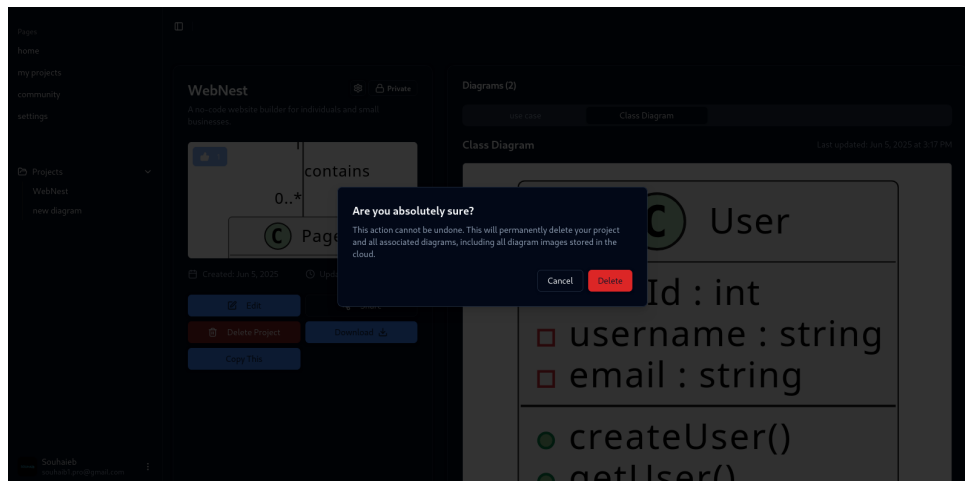 Pages
home
my projects
community
settings
Projects
WebNest
new diagram
Souhaieb
WebNest
Private
A no-code website builder for individuals and small
businesses.
contains
0..*
C Page
Created: Jun 5, 2025
Edit
Delete Project
Download
Copy This
Diagrams (2)
use case
Class Diagram
Class Diagram
Last updated: Jun 5, 2025 at 3:17 PM
C User
Id : int
username : string
email : string
createUser()
getUser()
Are you absolutely sure?
This action cannot be undone. This will permanently delete your project
and all associated diagrams, including all diagram images stored in the
cloud.
Cancel
Delete